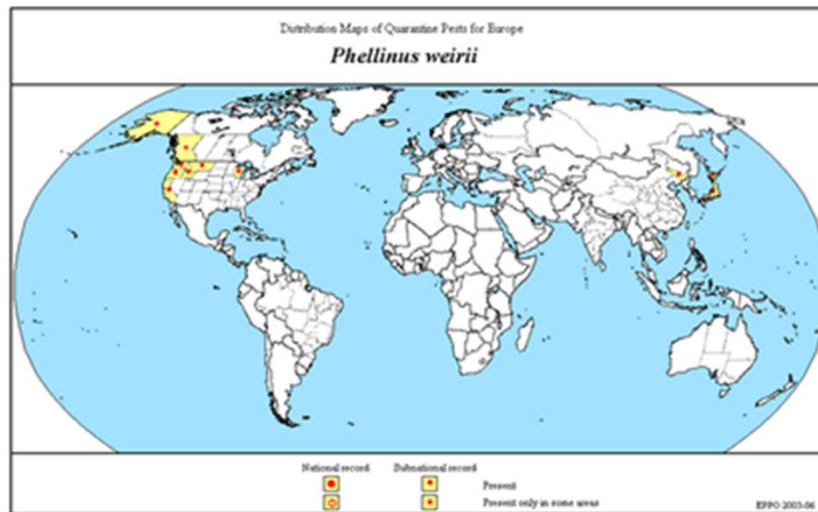 Distribution Maps of Quarantine Pests for Europe
Phellinus weirii
National record Subnational record
Present
Present only in some areas
EPPO 2003-06